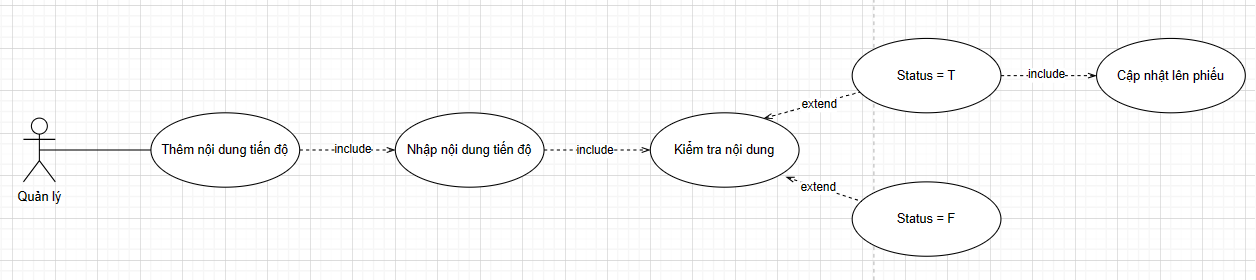 Quản lý
Thêm nội dung tiến độ
include
Nhập nội dung tiến độ
include
Kiểm tra nội dung
extend
Status = T
include
Cập nhật lên phiếu
extend
Status = F